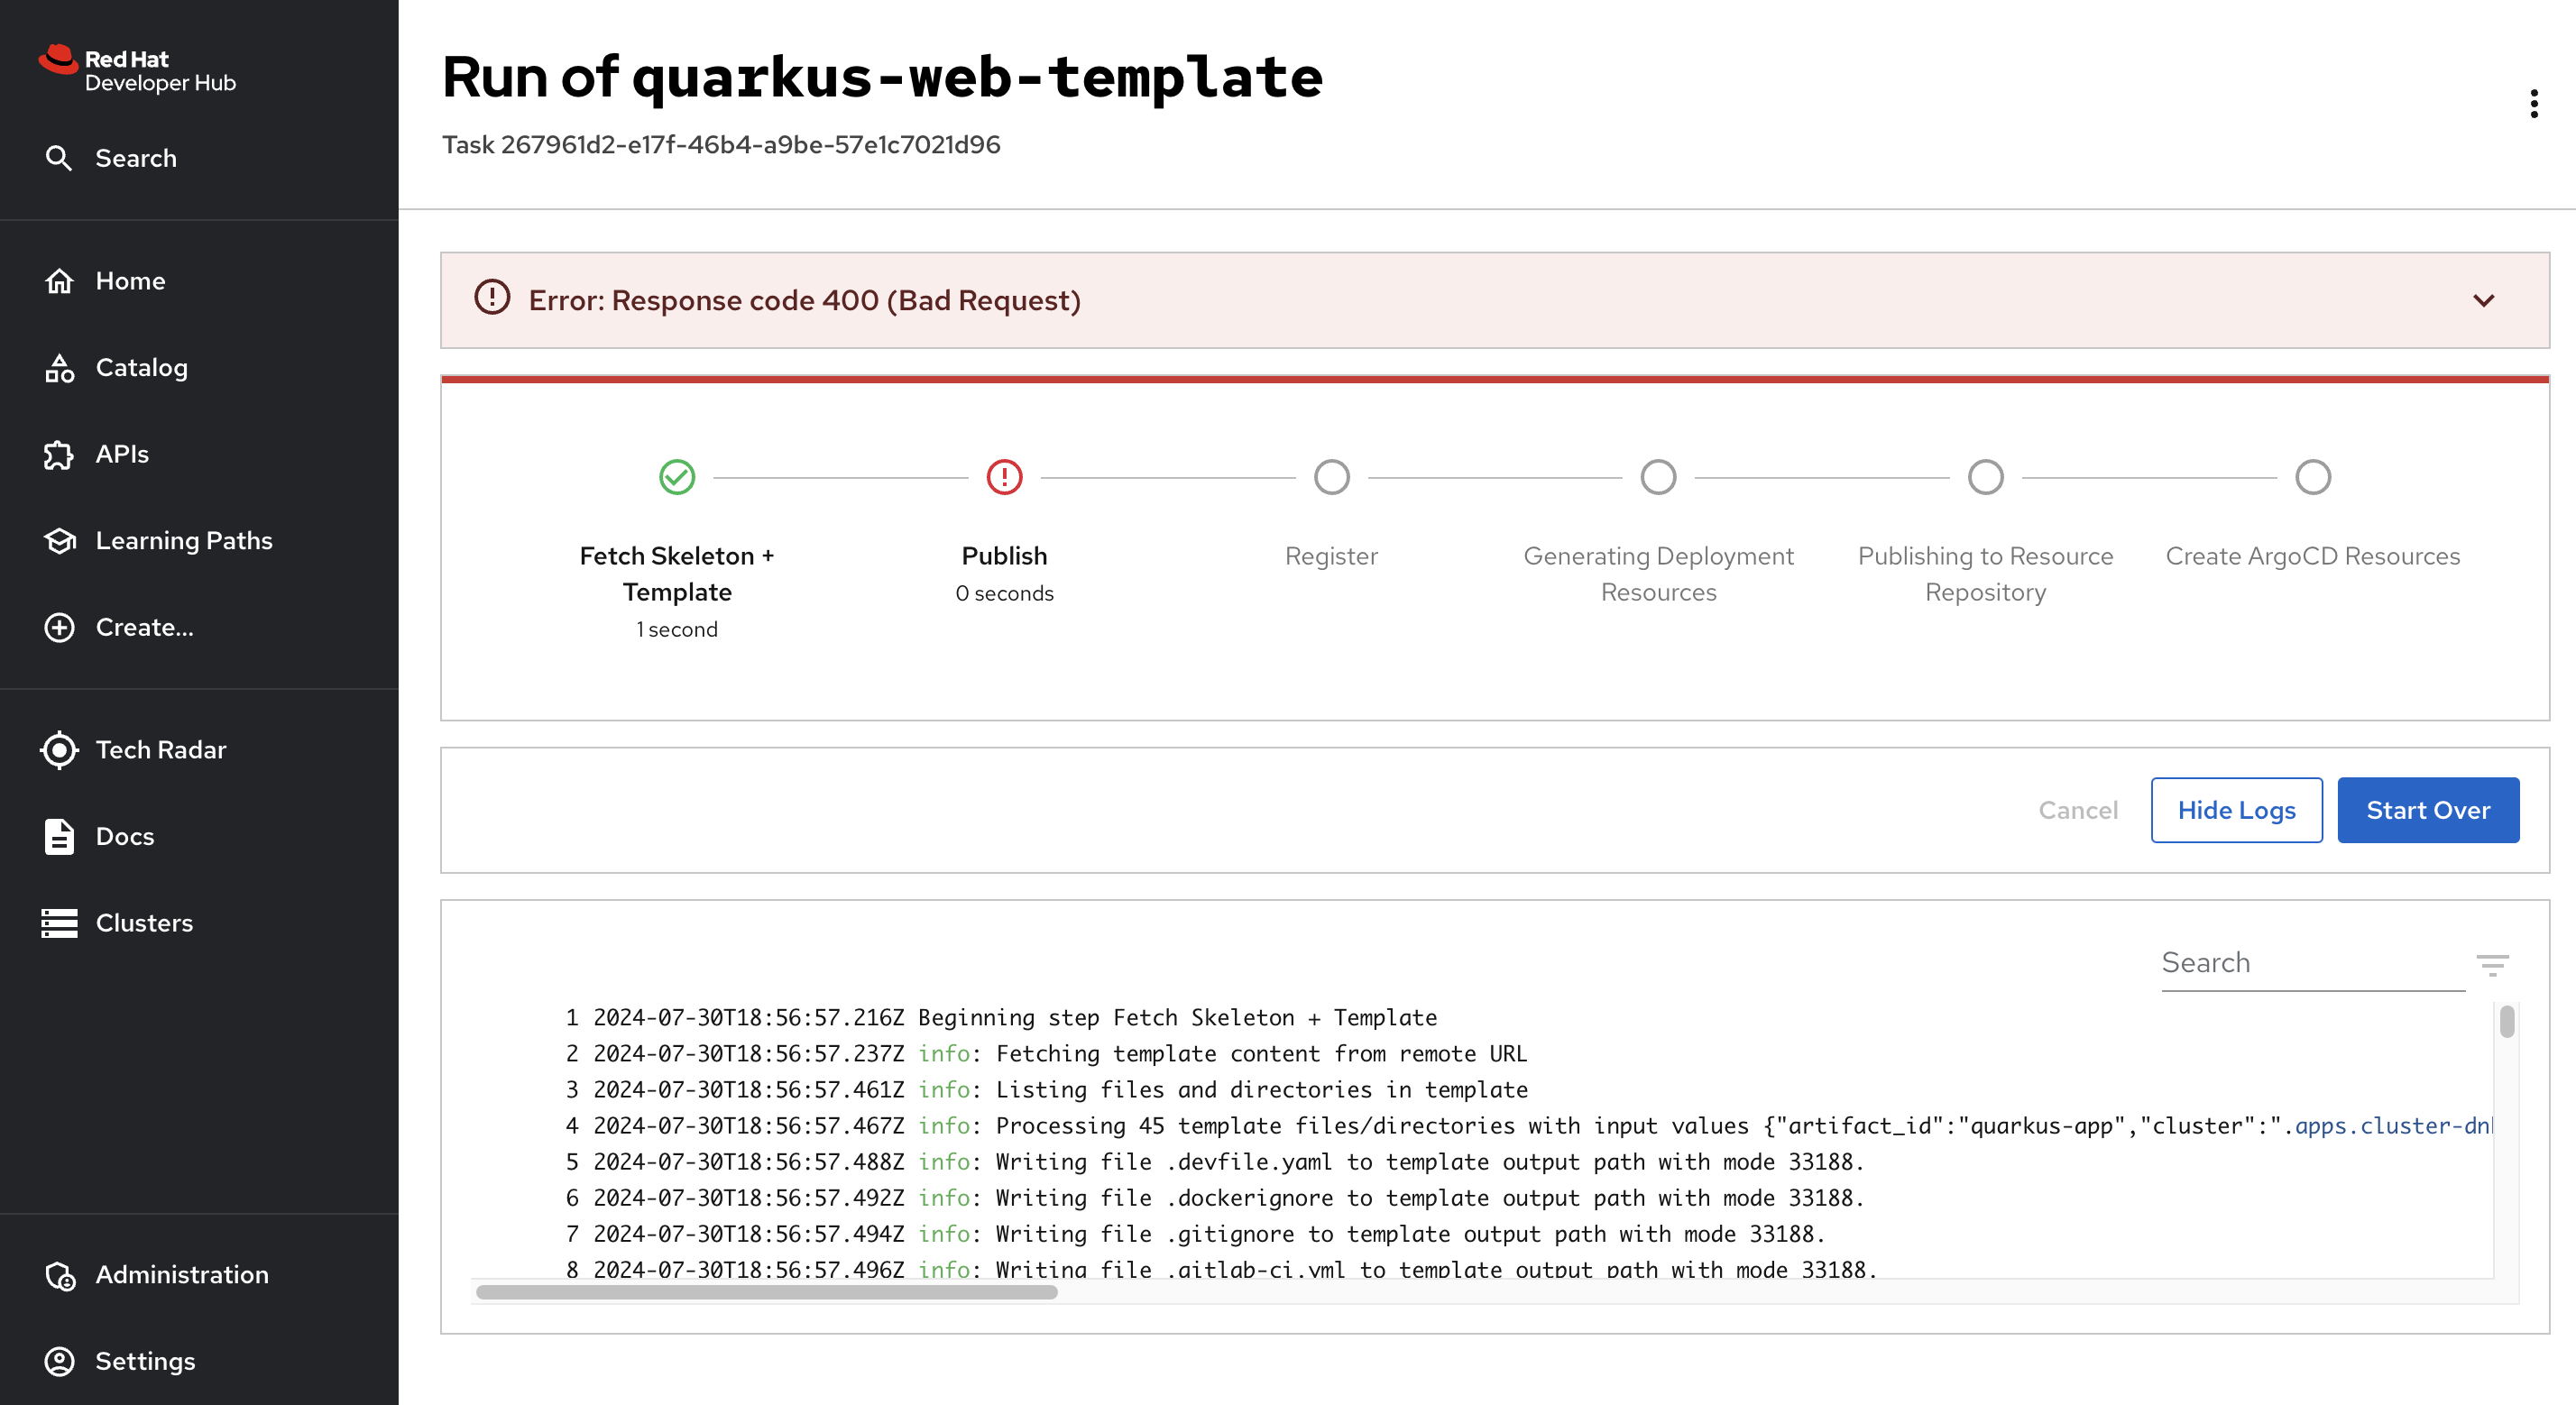 Red Hat
Developer Hub
Search
Home
Catalog
APIs
Learning Paths
Create...
Tech Radar
Docs
Clusters
Administration
Settings
Run of quarkus-web-template
Task 267961d2-e17f-46b4-a9be-57e1c7021d96
Error: Response code 400 (Bad Request)
Fetch Skeleton +
Template
1 second
Publish
0 seconds
Register
Generating Deployment
Resources
Publishing to Resource
Repository
Create ArgoCD Resources
Cancel
Hide Logs
Start Over
Search
1 2024-07-30T18:56:57.216Z Beginning step Fetch Skeleton + Template
2 2024-07-30T18:56:57.237Z info: Fetching template content from remote URL
3 2024-07-30T18:56:57.461Z info: Listing files and directories in template
4 2024-07-30T18:56:57.467Z info: Processing 45 template files/directories with input values {"artifact_id":"quarkus-app","cluster":".apps.cluster-dn
5 2024-07-30T18:56:57.488Z info: Writing file .devfile.yaml to template output path with mode 33188.
6 2024-07-30T18:56:57.492Z info: Writing file .dockerignore to template output path with mode 33188.
7 2024-07-30T18:56:57.494Z info: Writing file .gitignore to template output path with mode 33188.
8 2024-07-30T18:56:57.496Z info: Writing file .gitlab-ci.yml to template output path with mode 33188.